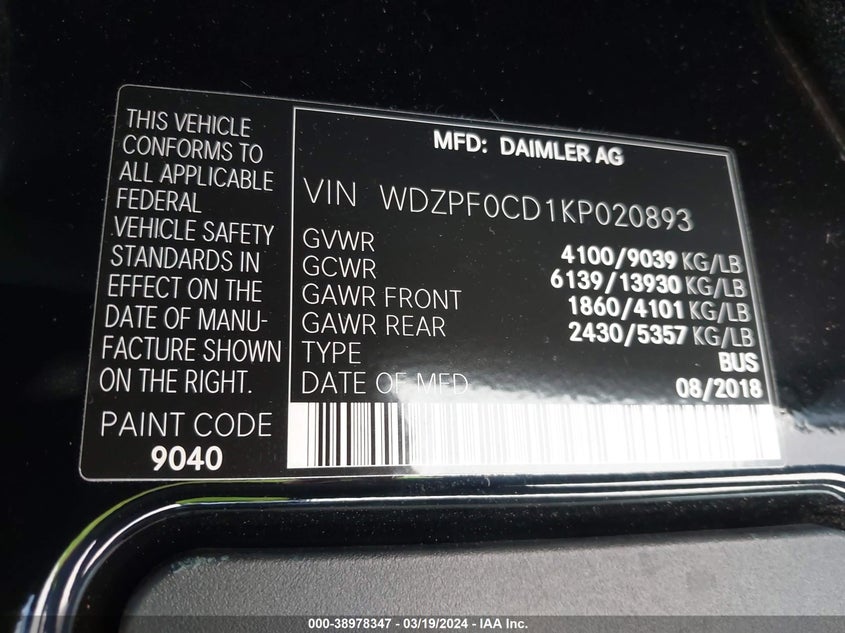 THIS VEHICLE
CONFORMS TO
ALL APPLICABLE
FEDERAL
VEHICLE SAFETY
STANDARDS IN
EFFECT ON THE
DATE OF MANU-
FACTURE SHOWN
ON THE RIGHT.
PAINT CODE
9040
MFD: DAIMLER AG
VIN WDZPF0CD1KP020893
GVWR 4100/9039 KG/LB
GCWR 6139/13930 KG/LB
GAWR FRONT 1860/4101 KG/LB
GAWR REAR 2430/5357 KG/LB
TYPE BUS
DATE OF MFD 08/2018
000-38978347 / 03/19/2024 - IAA Inc.